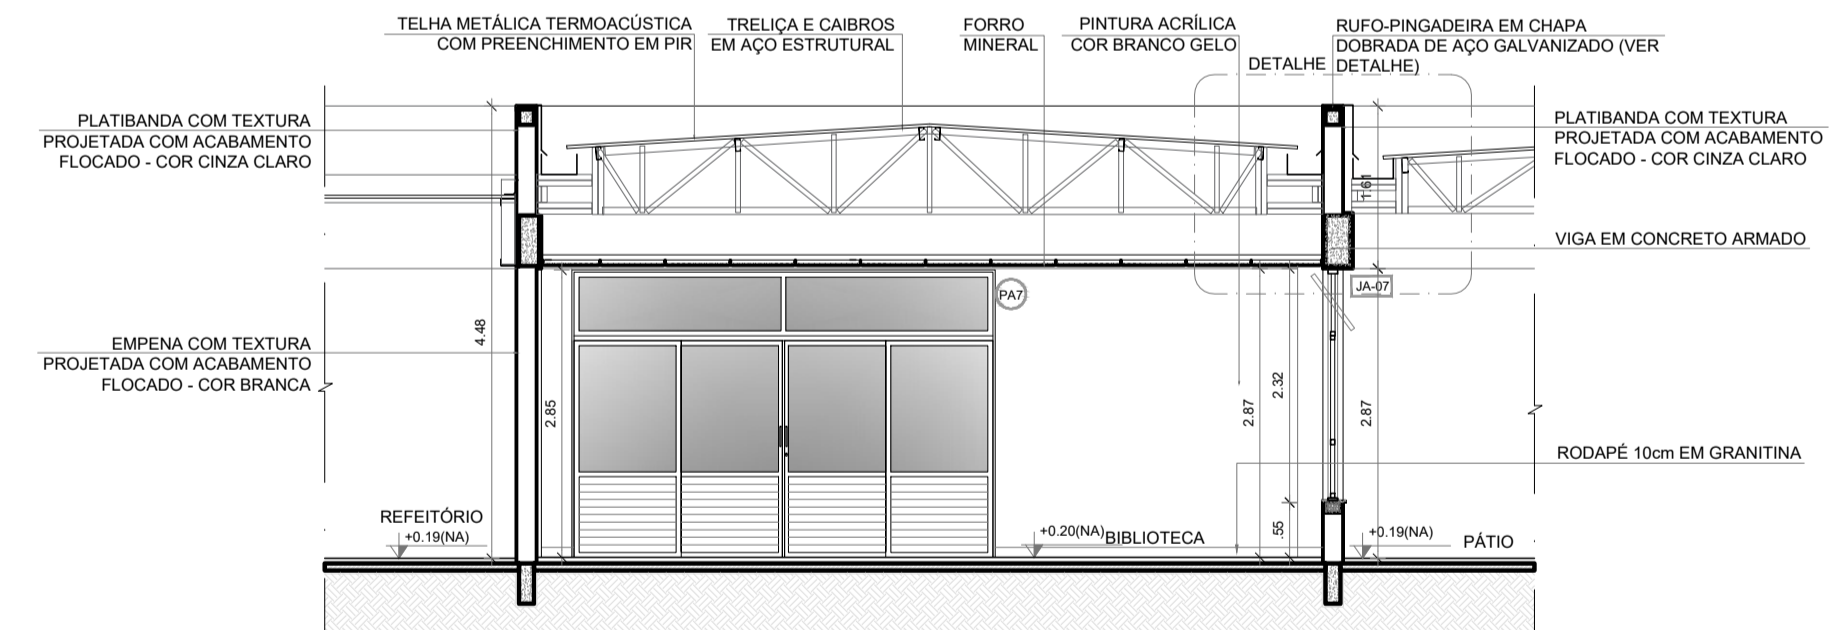 TELHA METÁLICA TERMOACÚSTICA
COM PREENCHIMENTO EM PIR
TRELIÇA E CAIBROS
EM AÇO ESTRUTURAL
FORRO
MINERAL
PINTURA ACRÍLICA
COR BRANCO GELO
RUFO-PINGADEIRA EM CHAPA
DOBRADA DE AÇO GALVANIZADO (VER
DETALHE)
DETALHE
PLATIBANDA COM TEXTURA
PROJETADA COM ACABAMENTO
FLOCADO - COR CINZA CLARO
PLATIBANDA COM TEXTURA
PROJETADA COM ACABAMENTO
FLOCADO - COR CINZA CLARO
1.61
VIGA EM CONCRETO ARMADO
JA-07
PA7
EMPENA COM TEXTURA
PROJETADA COM ACABAMENTO
FLOCADO - COR BRANCA
4.48
2.85
2.87
2.32
2.87
RODAPÉ 10cm EM GRANITINA
REFEITÓRIO
+0.19(NA)
+0.20(NA)
BIBLIOTECA
.55
+0.19(NA)
PÁTIO